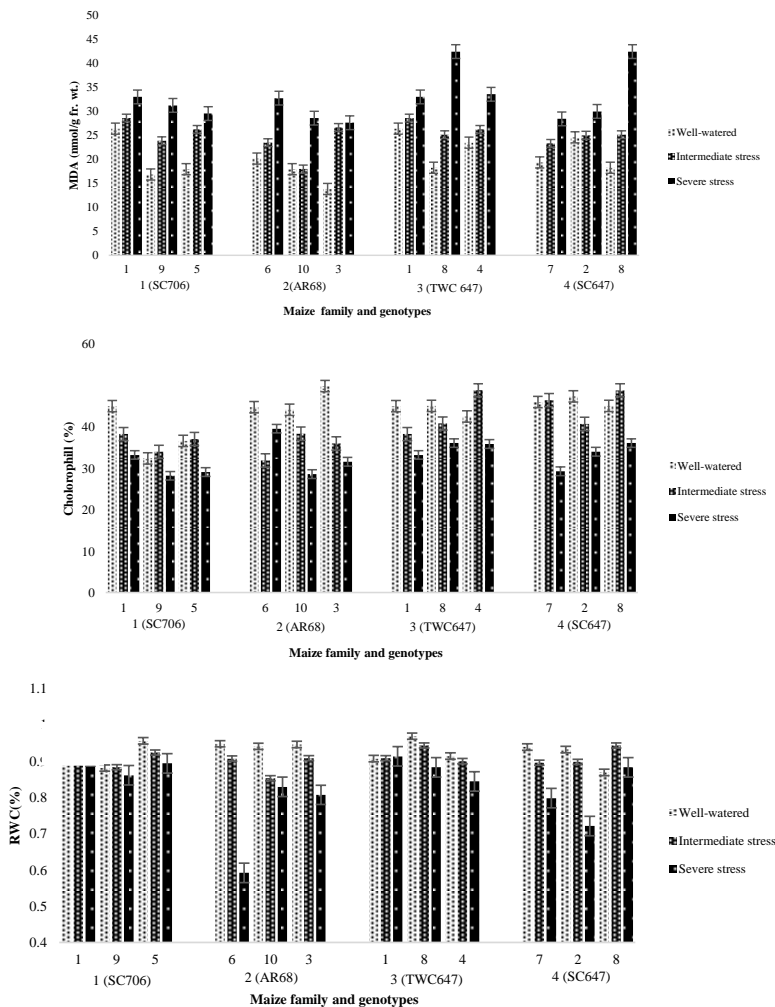 50
45
40
35
30
25
20
15
10
5
0
MDA (nmol/g fr. wt.)
Well-watered
Intermediate stress
Severe stress
1 9 5 6 10 3 1 8 4 7 2 8
1 (SC706) 2(AR68) 3 (TWC 647) 4 (SC647)
Maize family and genotypes
60
50
40
30
20
10
0
Cholorophill (%)
Well-watered
Intermediate stress
Severe stress
1 9 5 6 10 3 1 8 4 7 2 8
1 (SC706) 2 (AR68) 3 (TWC647) 4 (SC647)
Maize family and genotypes
1.1
0.9
0.8
0.7
0.6
0.5
0.4
RWC(%)
Well-watered
Intermediate stress
Severe stress
1 9 5 6 10 3 1 8 4 7 2 8
1 (SC706) 2 (AR68) 3 (TWC647) 4 (SC647)
Maize family and genotypes